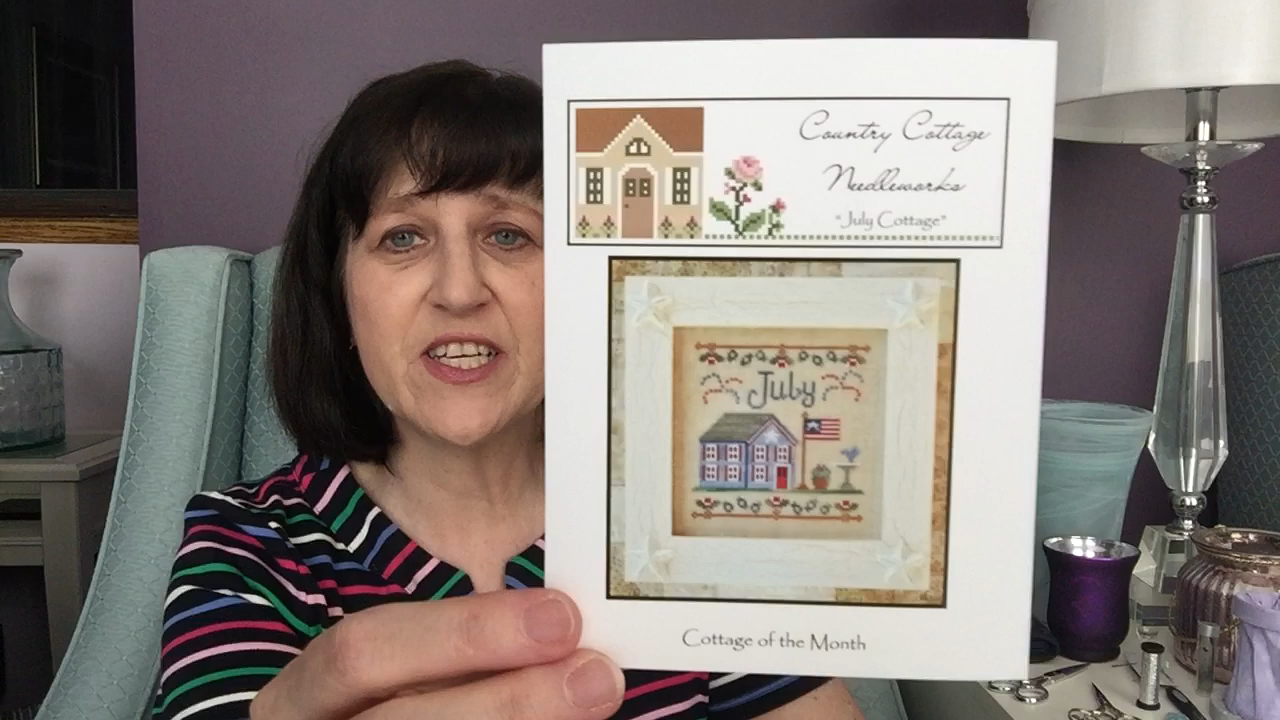 Country Cottage
Needleworks
"July Cottage"
July
Cottage of the Month